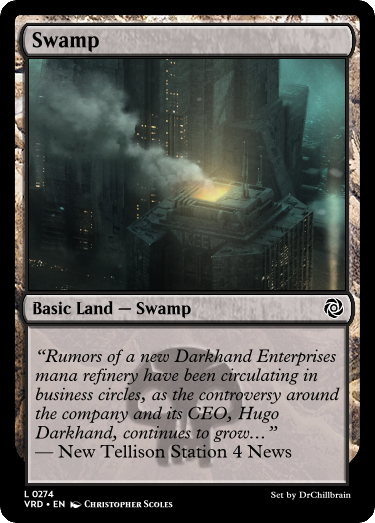 Swamp
Basic Land — Swamp
“Rumors of a new Darkhand Enterprises
mana refinery have been circulating in
business circles, as the controversy around
the company and its CEO, Hugo
Darkhand, continues to grow…”
— New Tellison Station 4 News
L 0274
VRD • EN Christopher Scoles
Set by DrChillbrain